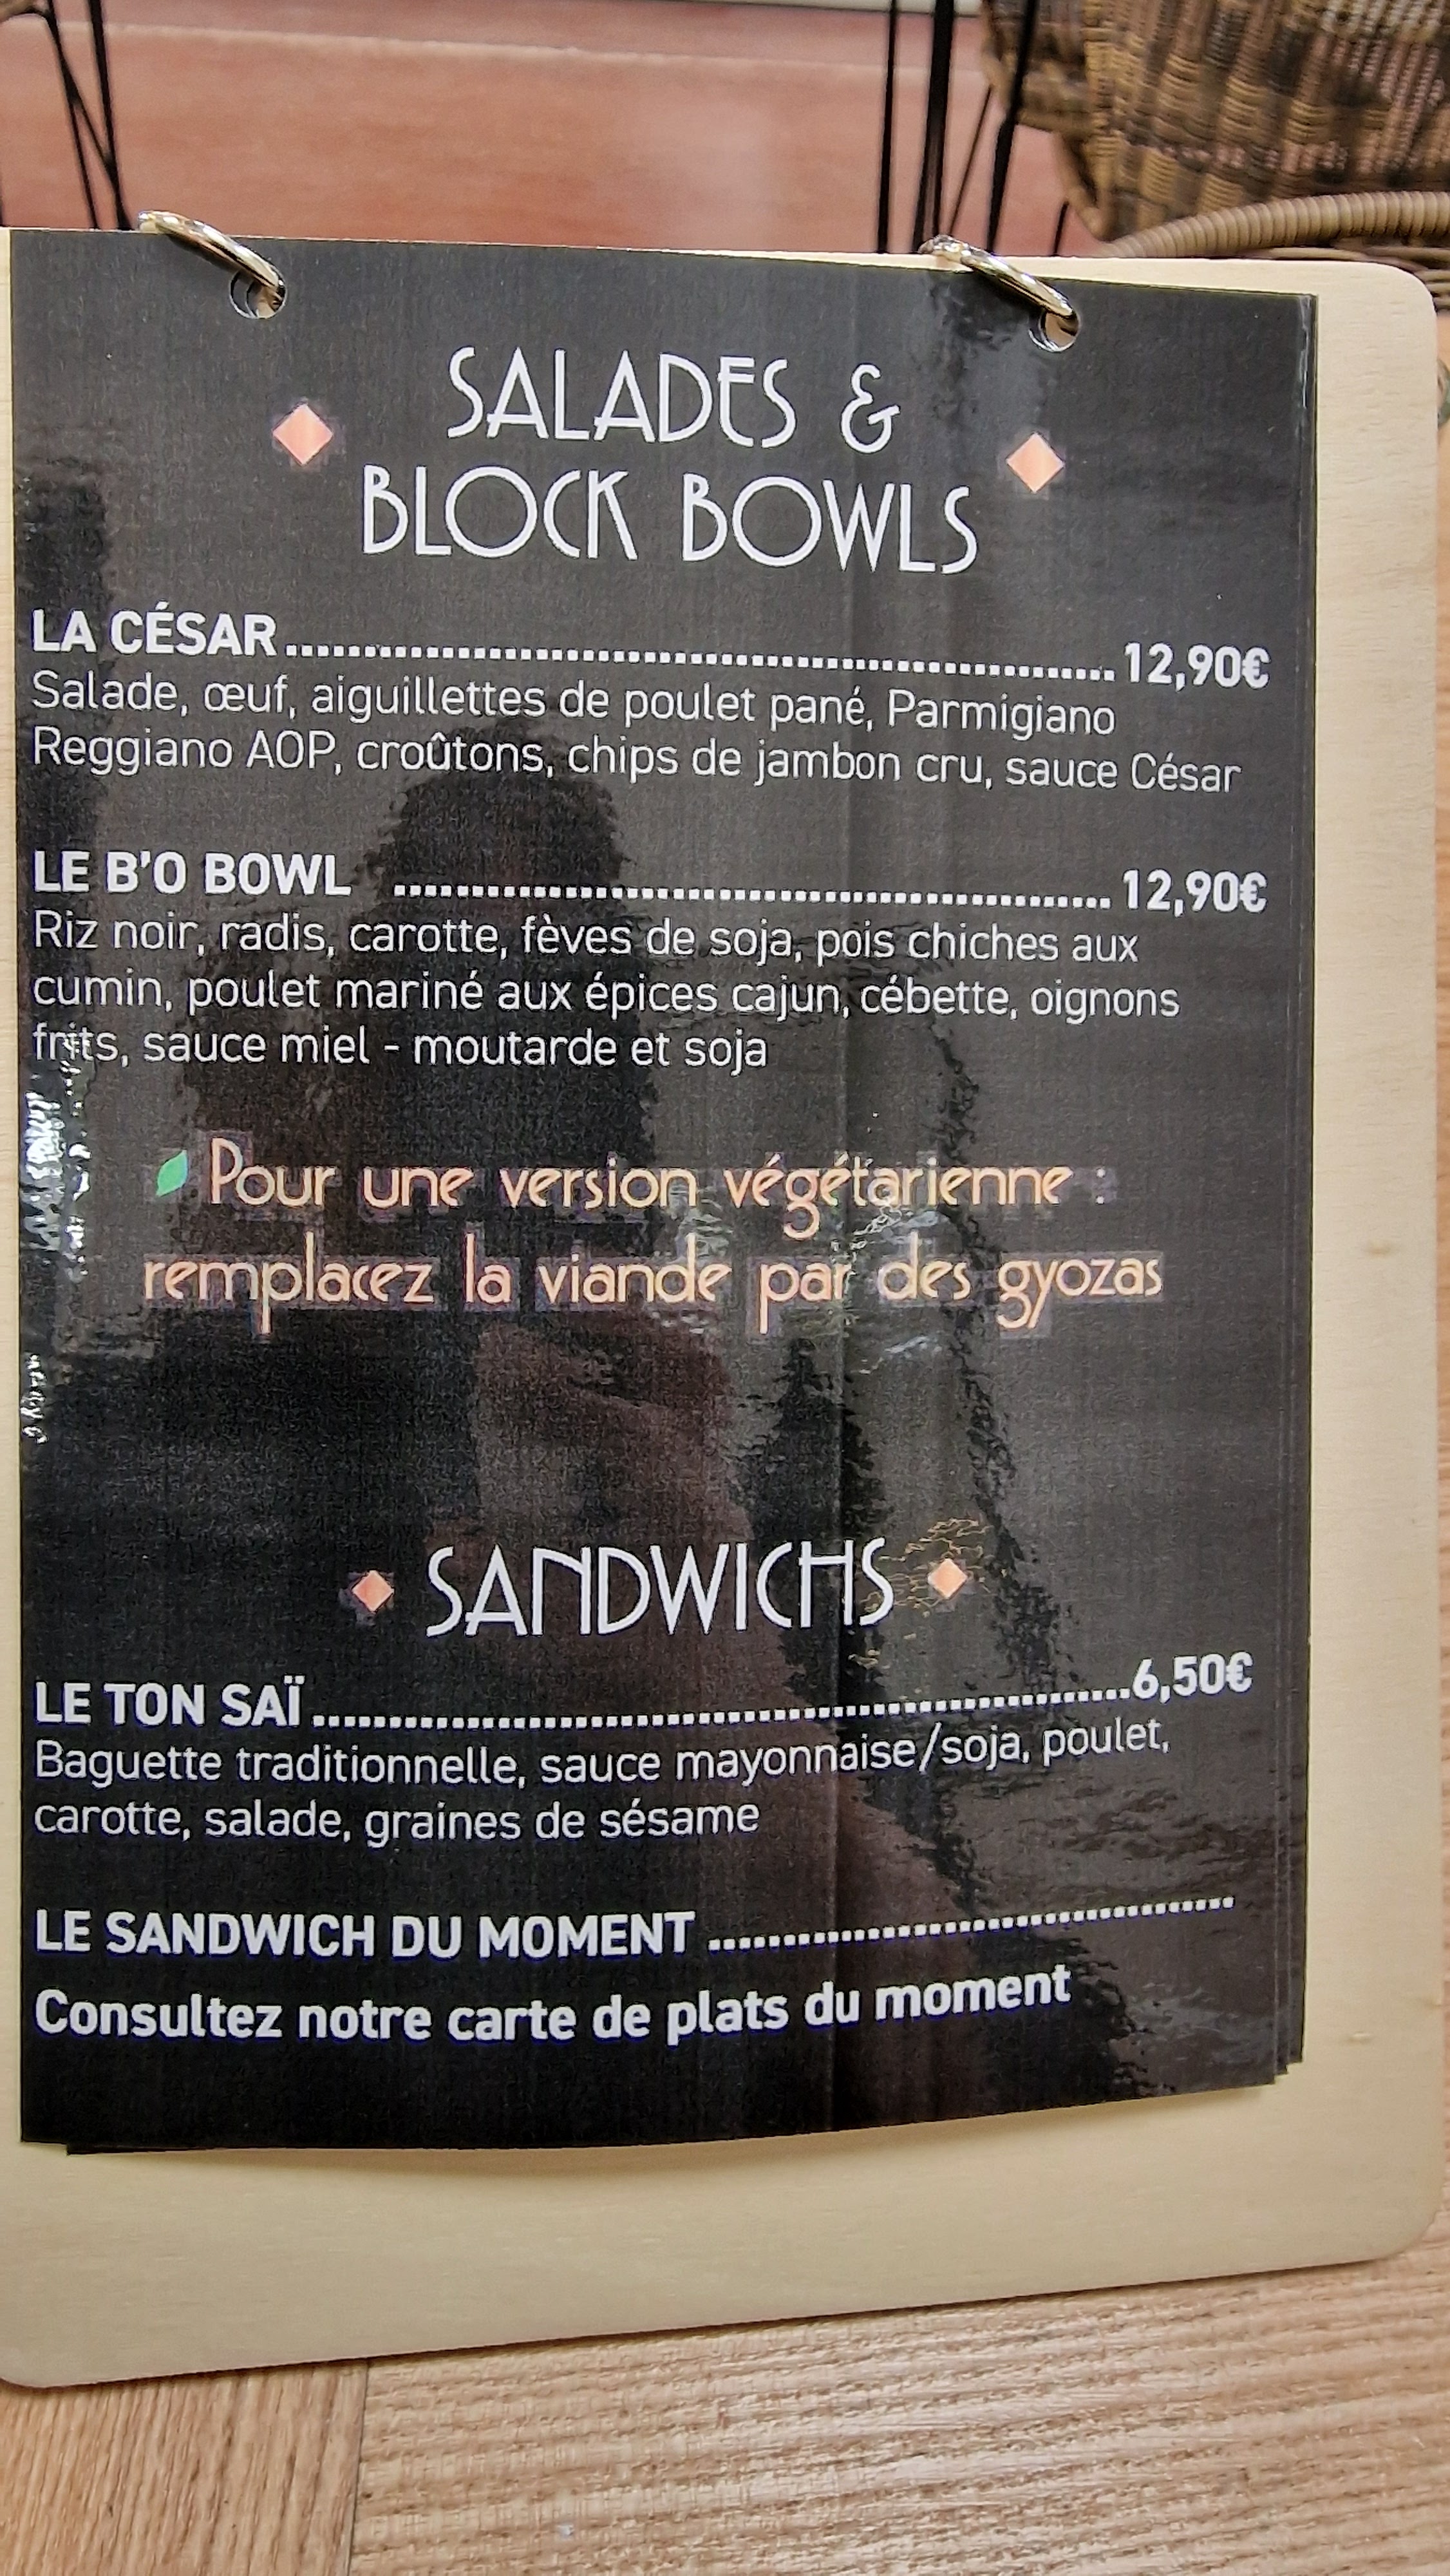 SALADES &
BLOCK BOWLS
LA CÉSAR.......................................................12,90€
Salade, œuf, aiguillettes de poulet pané, Parmigiano
Reggiano AOP, croûtons, chips de jambon cru, sauce César
LE B'O BOWL ................................................12,90€
Riz noir, radis, carotte, fèves de soja, pois chiches aux
cumin, poulet mariné aux épices cajun, cébette, oignons
frits, sauce miel - moutarde et soja
Pour une version végétarienne :
remplacez la viande par des gyozas
SANDWICHS
LE TON SAÏ.......................................................6,50€
Baguette traditionnelle, sauce mayonnaise/soja, poulet,
carotte, salade, graines de sésame
LE SANDWICH DU MOMENT ...................................
Consultez notre carte de plats du moment